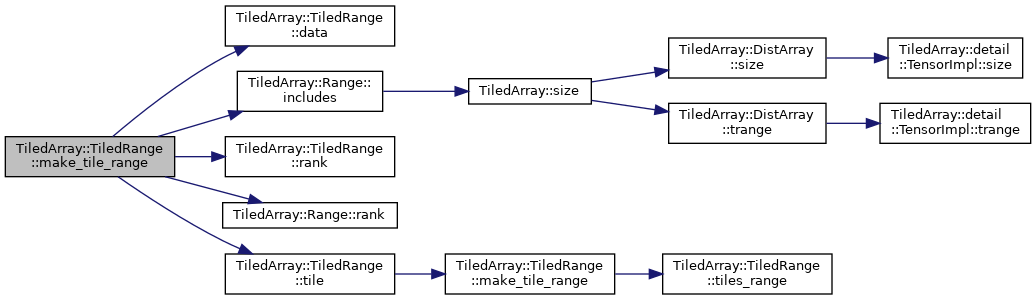 TiledArray::TiledRange
::make_tile_range
TiledArray::TiledRange
::data
TiledArray::Range::
includes
TiledArray::TiledRange
::rank
TiledArray::Range::rank
TiledArray::TiledRange
::tile
TiledArray::size
TiledArray::TiledRange
::make_tile_range
TiledArray::DistArray
::size
TiledArray::DistArray
::trange
TiledArray::TiledRange
::tiles_range
TiledArray::detail
::TensorImpl::size
TiledArray::detail
::TensorImpl::trange